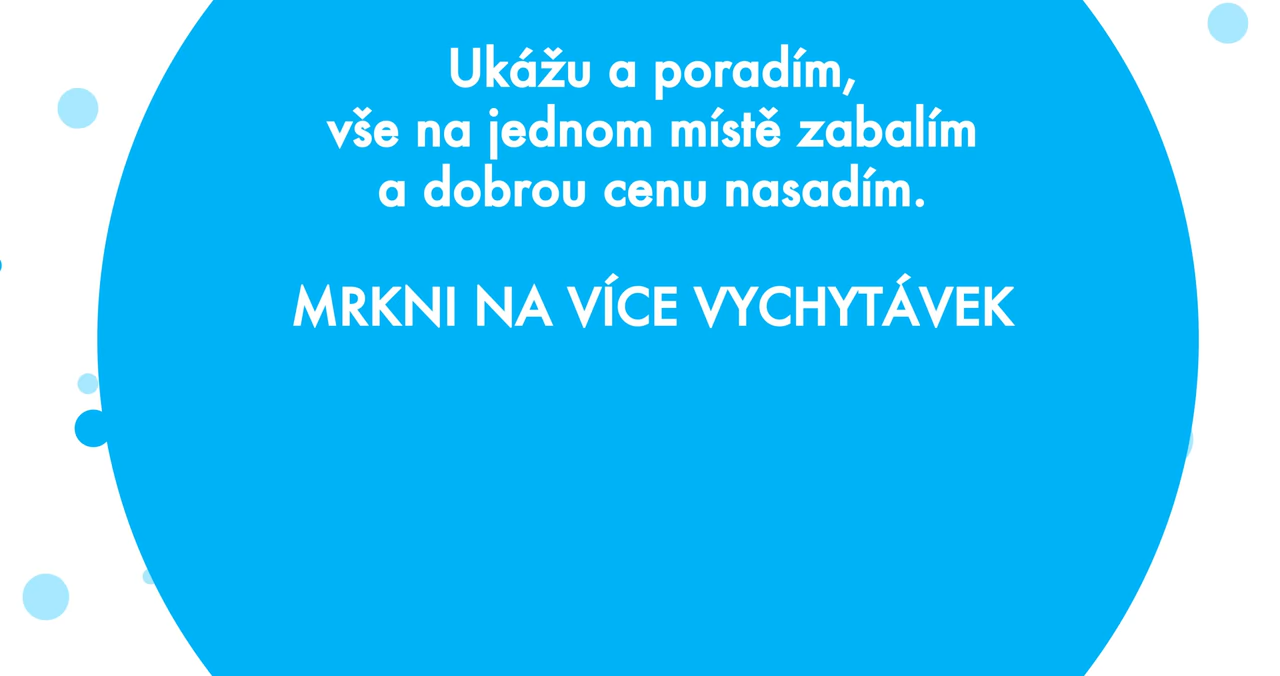 Ukážu a poradím,
vše na jednom místě zabalím
a dobrou cenu nasadím.
MRKNI NA VÍCE VYCHYTÁVEK